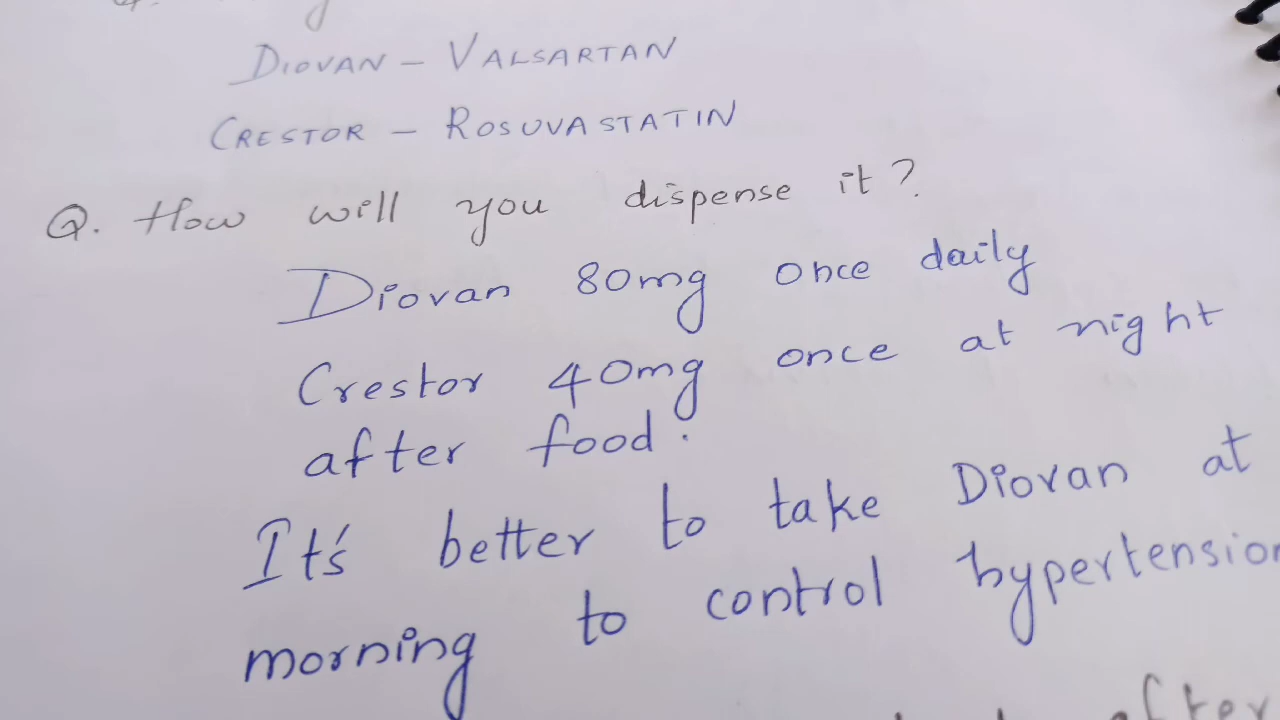 DIOVAN – VALSARTAN
CRESTOR – ROSUVASTATIN
Q. How will you dispense it?
Diovan 80mg once daily
Crestor 40mg once at night
after food.
It's better to take Diovan at
morning to control hypertension
after